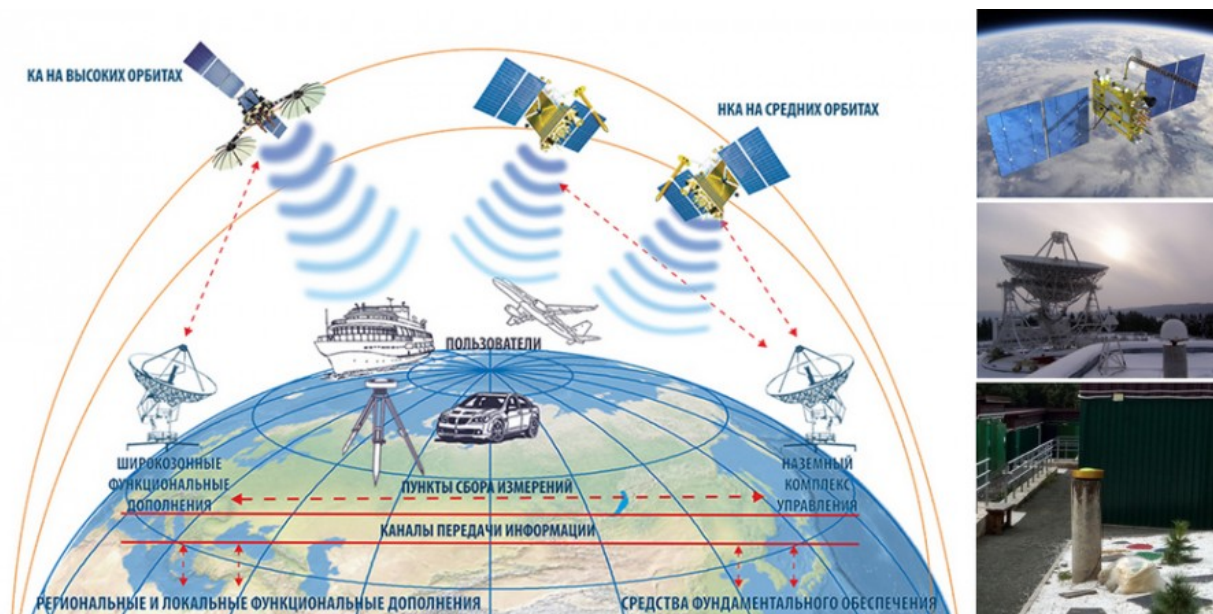 КА НА ВЫСОКИХ ОРБИТАХ
НКА НА СРЕДНИХ ОРБИТАХ
ПОЛЬЗОВАТЕЛИ
ШИРОКОЗОННЫЕ
ФУНКЦИОНАЛЬНЫЕ
ДОПОЛНЕНИЯ
ПУНКТЫ СБОРА ИЗМЕРЕНИЙ
НАЗЕМНЫЙ
КОМПЛЕКС
УПРАВЛЕНИЯ
КАНАЛЫ ПЕРЕДАЧИ ИНФОРМАЦИИ
РЕГИОНАЛЬНЫЕ И ЛОКАЛЬНЫЕ ФУНКЦИОНАЛЬНЫЕ ДОПОЛНЕНИЯ
СРЕДСТВА ФУНДАМЕНТАЛЬНОГО ОБЕСПЕЧЕНИЯ